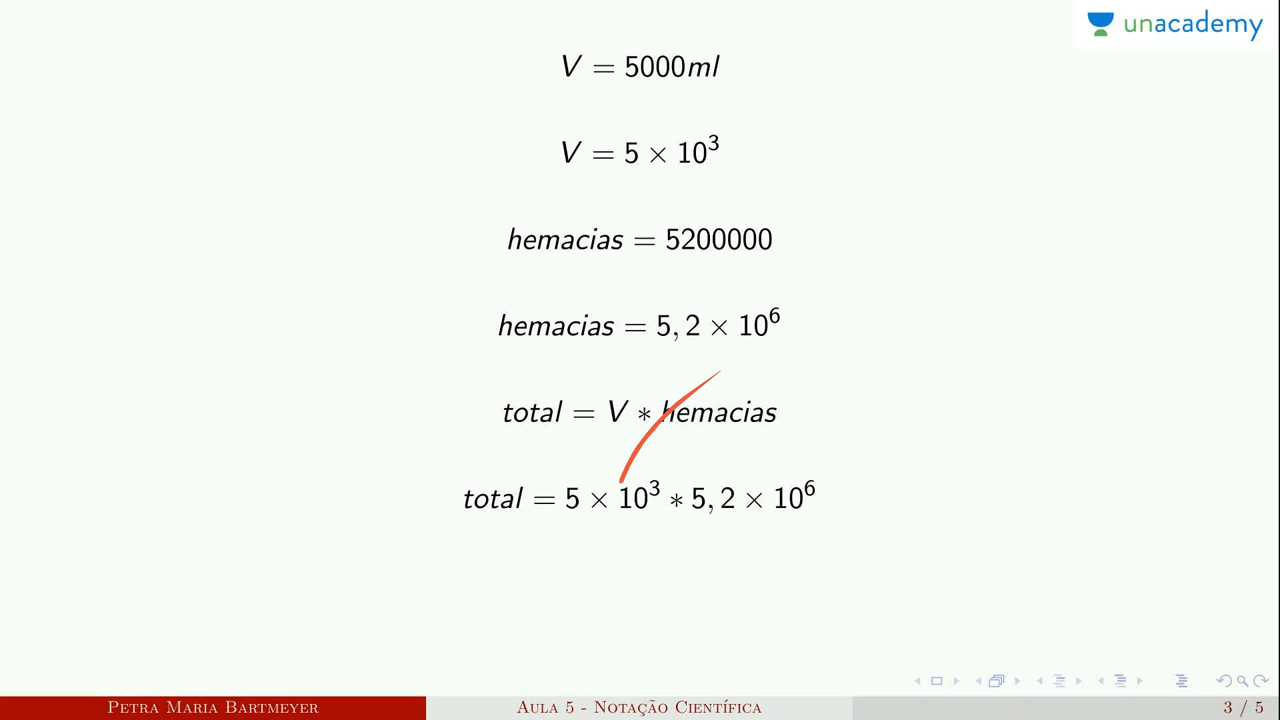 unacademy
V = 5000ml
V = 5 × 10³
hemacias = 5200000
hemacias = 5, 2 × 10⁶
total = V * hemacias
total = 5 × 10³ * 5, 2 × 10⁶
Petra Maria Bartmeyer
Aula 5 - Notação Científica
3 / 5